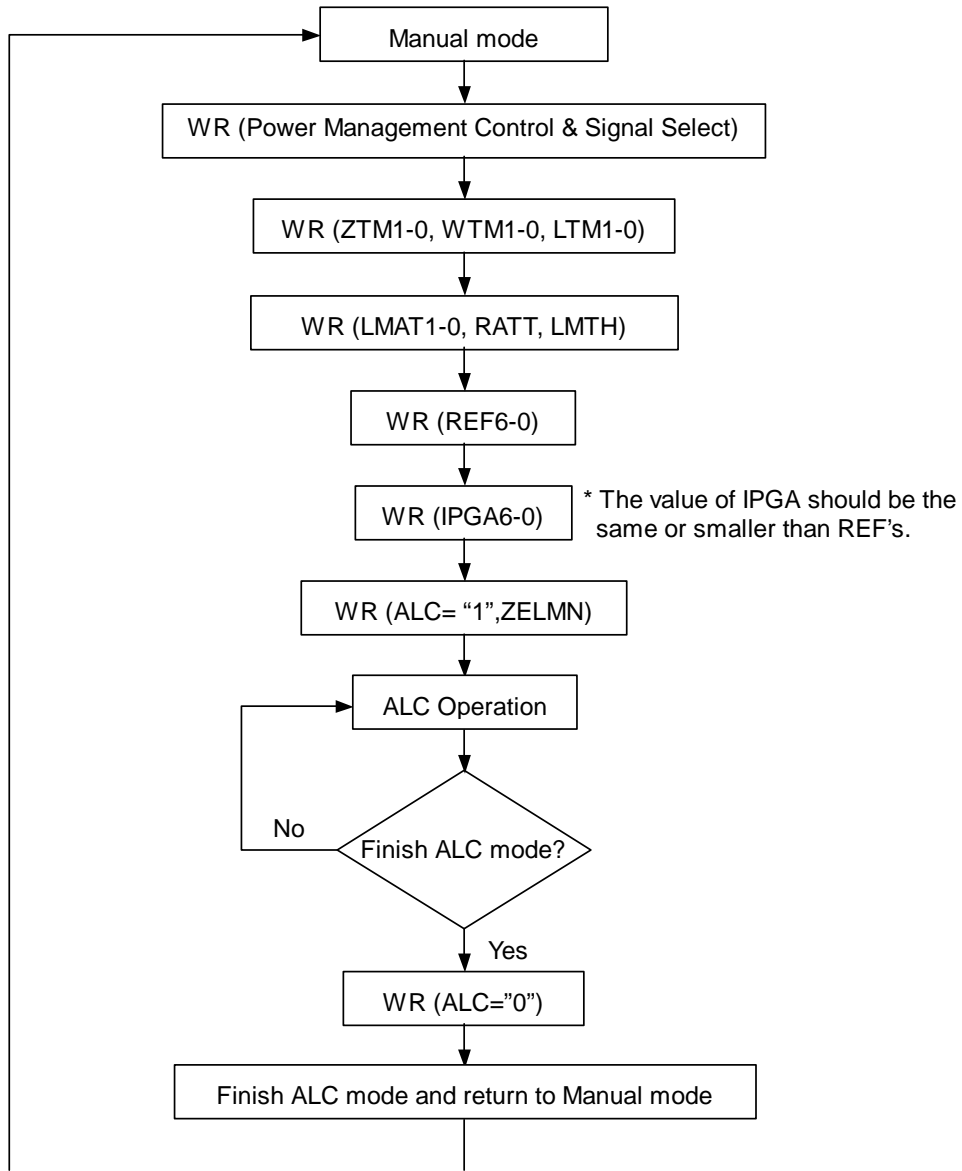 Manual mode
WR (Power Management Control & Signal Select)
WR (ZTM1-0, WTM1-0, LTM1-0)
WR (LMAT1-0, RATT, LMTH)
WR (REF6-0)
WR (IPGA6-0)
* The value of IPGA should be the
same or smaller than REF's.
WR (ALC= “1”,ZELMN)
ALC Operation
No
Finish ALC mode?
Yes
WR (ALC=”0”)
Finish ALC mode and return to Manual mode